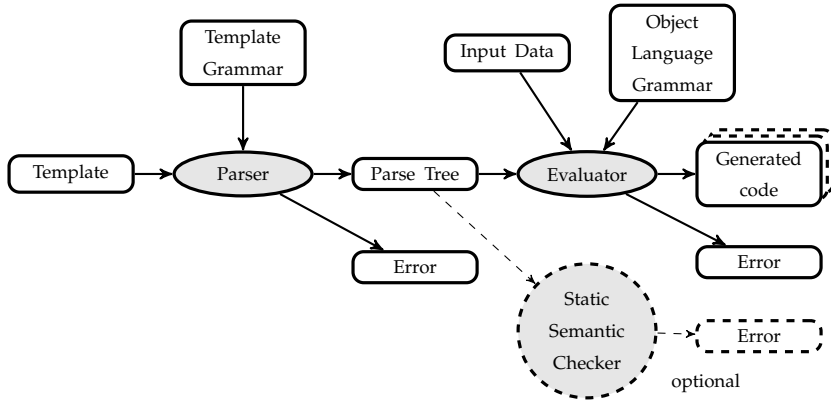 Template
Grammar
Input Data
Object
Language
Grammar
Template
Parser
Parse Tree
Evaluator
Generated
code
Error
Error
Static
Semantic
Checker
Error
optional